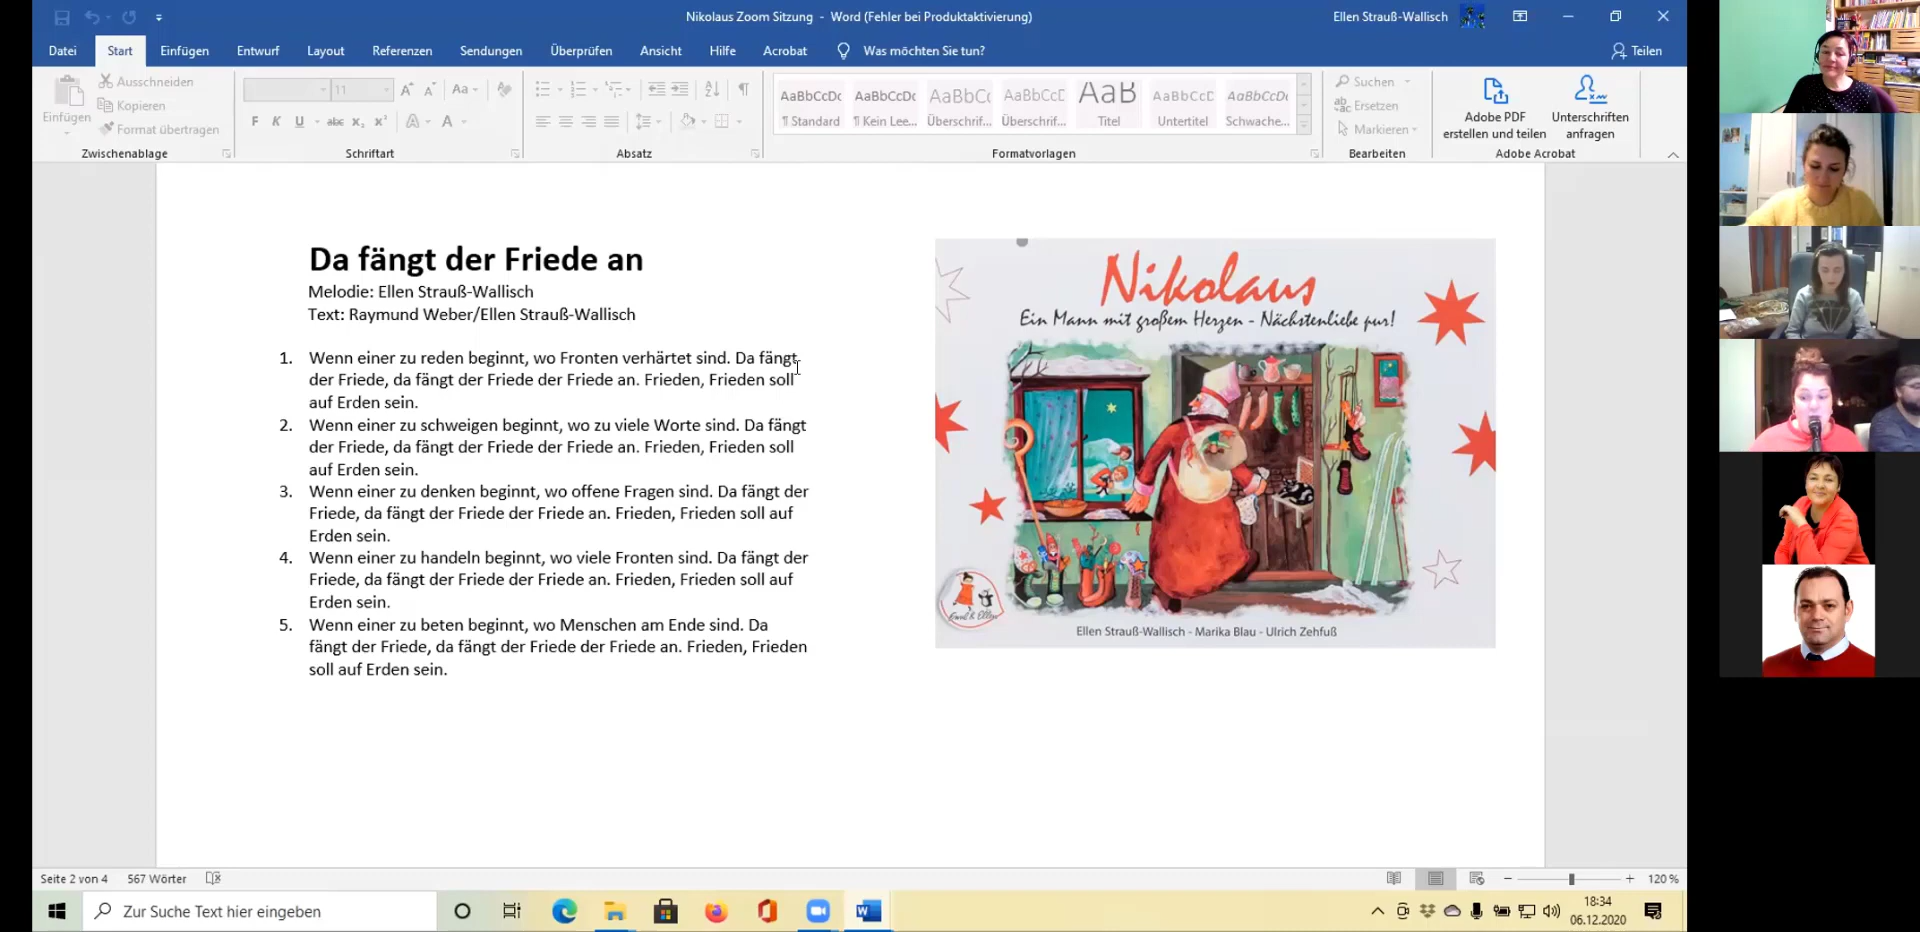 Nikolaus Zoom Sitzung - Word (Fehler bei Produktaktivierung)
Ellen Strauß-Wallisch
Datei Start Einfügen Entwurf Layout Referenzen Sendungen Überprüfen Ansicht Hilfe Acrobat Was möchten Sie tun? Teilen
Einfügen
Ausschneiden
Kopieren
Format übertragen
Zwischenablage
11
Aa
F K U abc x₂ x² A A
Schriftart
Absatz
AaBbCcDc AaBbCcDc AaBbCc AaBbCcD AaB AaBbCcD AaBbCcDc
¶ Standard ¶ Kein Lee... Überschrif... Überschrif... Titel Untertitel Schwache...
Formatvorlagen
Suchen
Ersetzen
Markieren
Bearbeiten
Adobe PDF
erstellen und teilen
Unterschriften
anfragen
Adobe Acrobat
Da fängt der Friede an
Melodie: Ellen Strauß-Wallisch
Text: Raymund Weber/Ellen Strauß-Wallisch
1. Wenn einer zu reden beginnt, wo Fronten verhärtet sind. Da fängt
der Friede, da fängt der Friede der Friede an. Frieden, Frieden soll
auf Erden sein.
2. Wenn einer zu schweigen beginnt, wo zu viele Worte sind. Da fängt
der Friede, da fängt der Friede der Friede an. Frieden, Frieden soll
auf Erden sein.
3. Wenn einer zu denken beginnt, wo offene Fragen sind. Da fängt der
Friede, da fängt der Friede der Friede an. Frieden, Frieden soll auf
Erden sein.
4. Wenn einer zu handeln beginnt, wo viele Fronten sind. Da fängt der
Friede, da fängt der Friede der Friede an. Frieden, Frieden soll auf
Erden sein.
5. Wenn einer zu beten beginnt, wo Menschen am Ende sind. Da
fängt der Friede, da fängt der Friede der Friede an. Frieden, Frieden
soll auf Erden sein.
Nikolaus
Ein Mann mit großem Herzen - Nächstenliebe pur!
Emil & Ellen
Ellen Strauß-Wallisch - Marika Blau - Ulrich Zehfuß
Seite 2 von 4 567 Wörter
120 %
Zur Suche Text hier eingeben
18:34
06.12.2020